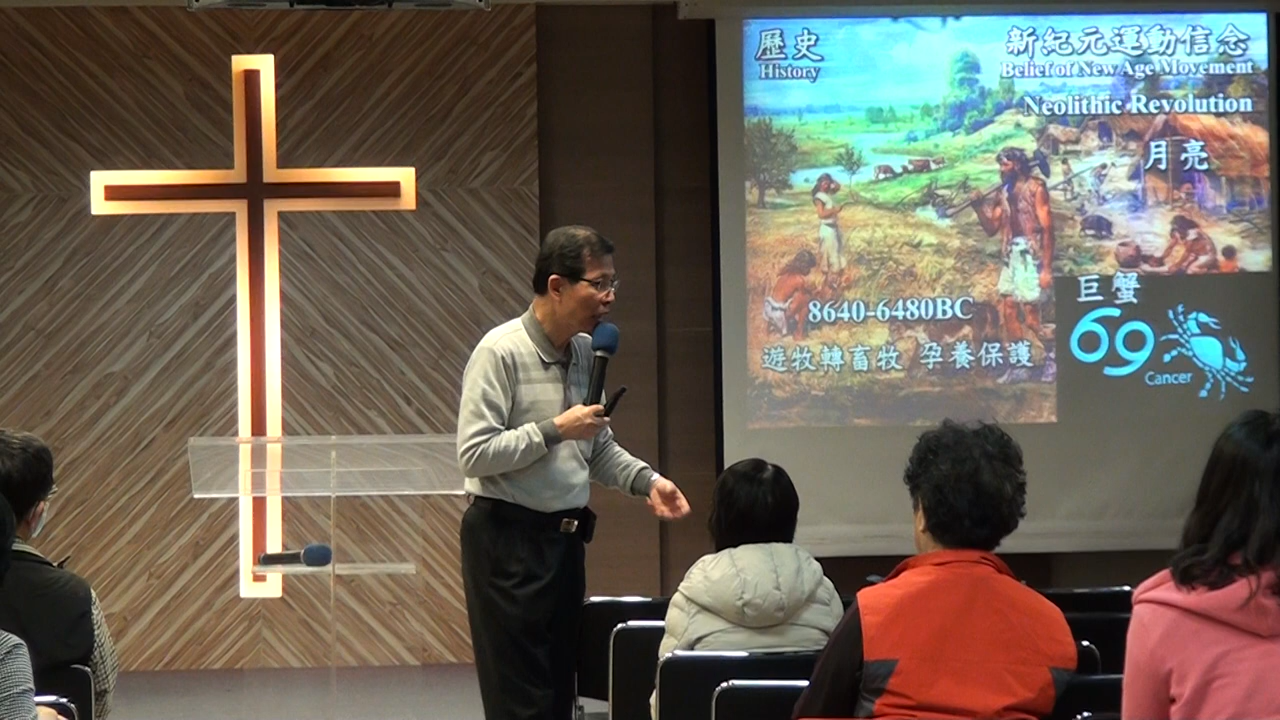 歷史
History
新紀元運動信念
Belief of New Age Movement
Neolithic Revolution
月亮
8640-6480BC
遊牧轉畜牧 孕養保護
巨蟹
69
Cancer